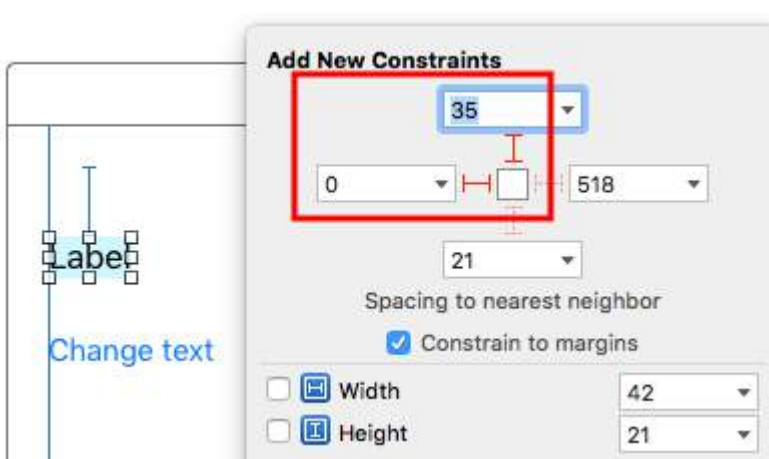 Add New Constraints
35
0
518
Label
21
Spacing to nearest neighbor
Change text
Constrain to margins
Width
42
Height
21